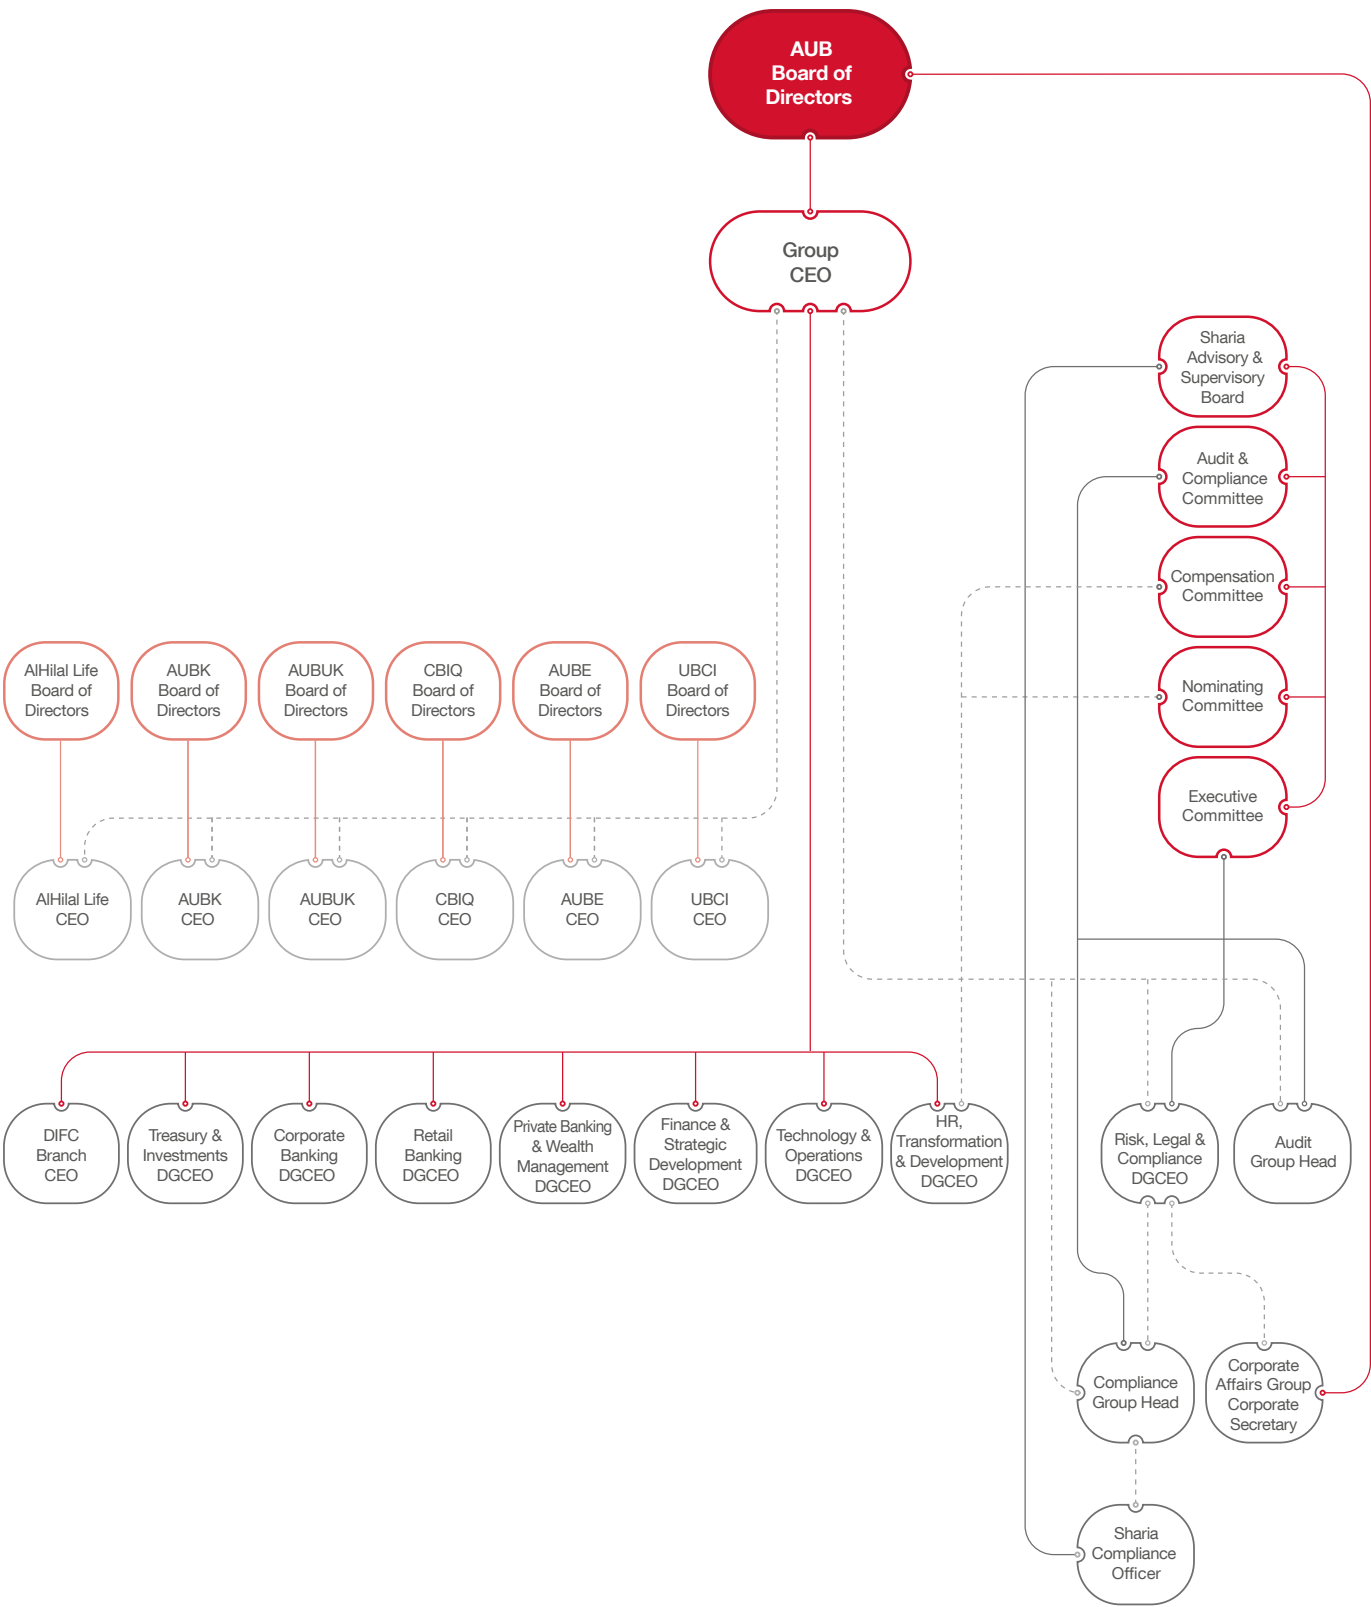 AUB
Board of
Directors
Group
CEO
Sharia
Advisory &
Supervisory
Board
Audit &
Compliance
Committee
Compensation
Committee
Nominating
Committee
Executive
Committee
AlHilal Life
Board of
Directors
AUBK
Board of
Directors
AUBUK
Board of
Directors
CBIQ
Board of
Directors
AUBE
Board of
Directors
UBCI
Board of
Directors
AlHilal Life
CEO
AUBK
CEO
AUBUK
CEO
CBIQ
CEO
AUBE
CEO
UBCI
CEO
DIFC
Branch
CEO
Treasury &
Investments
DGCEO
Corporate
Banking
DGCEO
Retail
Banking
DGCEO
Private Banking
& Wealth
Management
DGCEO
Finance &
Strategic
Development
DGCEO
Technology &
Operations
DGCEO
HR,
Transformation
& Development
DGCEO
Risk, Legal &
Compliance
DGCEO
Audit
Group Head
Compliance
Group Head
Corporate
Affairs Group
Corporate
Secretary
Sharia
Compliance
Officer